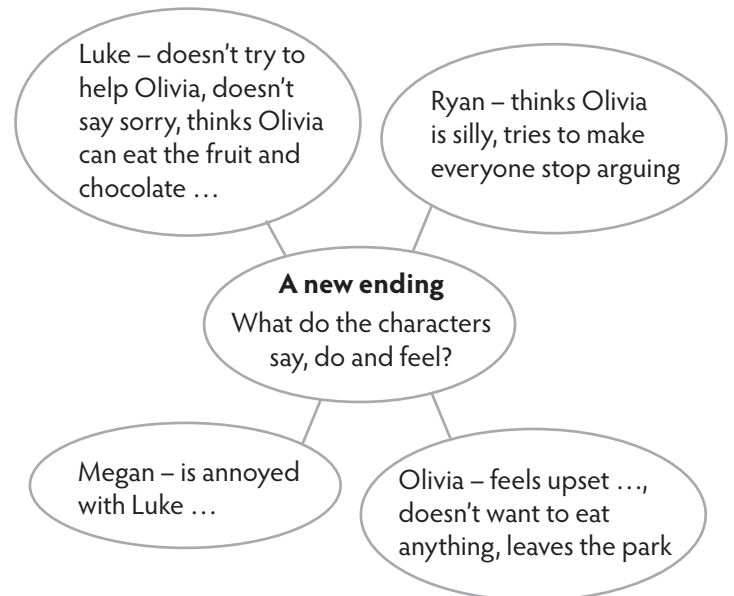 Luke – doesn't try to
help Olivia, doesn't
say sorry, thinks Olivia
can eat the fruit and
chocolate …
Ryan – thinks Olivia
is silly, tries to make
everyone stop arguing
A new ending
What do the characters
say, do and feel?
Megan – is annoyed
with Luke …
Olivia – feels upset …,
doesn't want to eat
anything, leaves the park